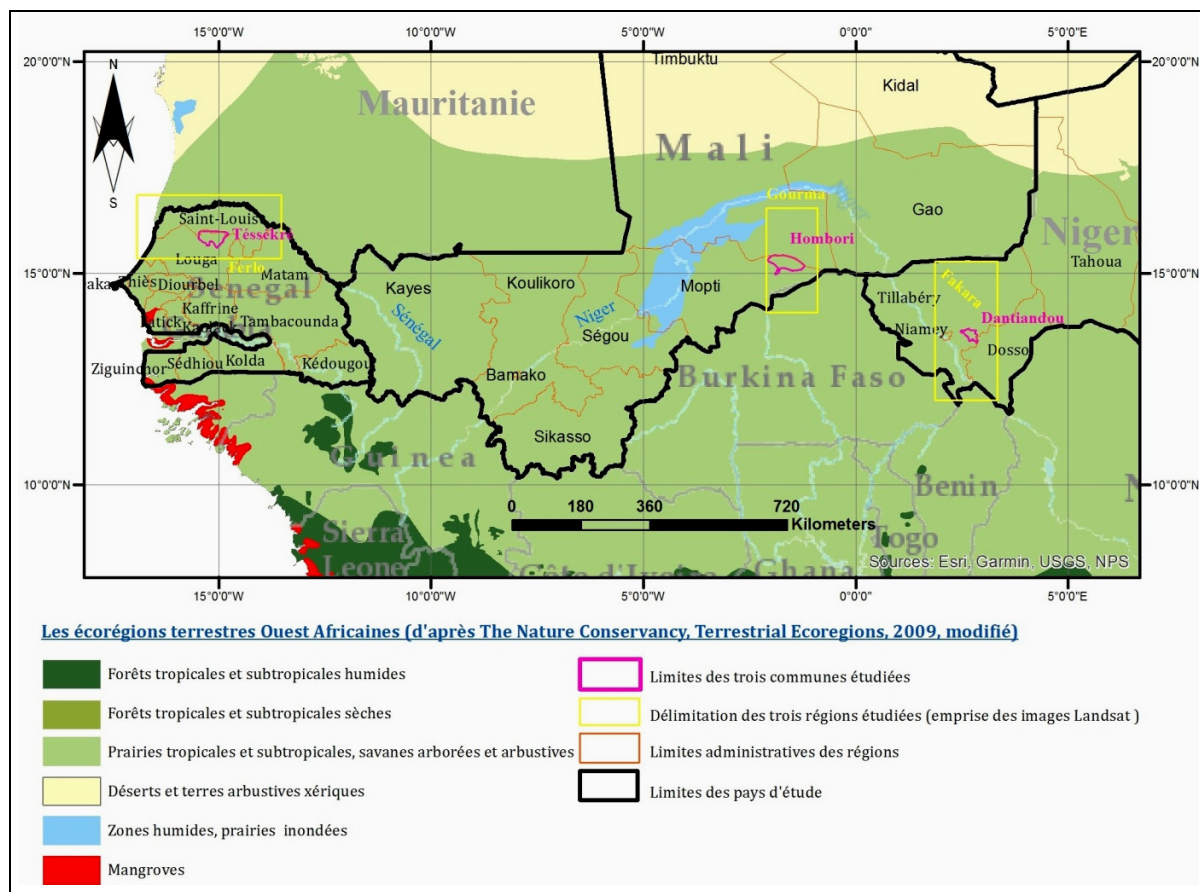 15°0'0"W 10°0'0"W 5°0'0"W 0°0'0" 5°0'0"E
20°0'0"N 20°0'0"N
N
S
Timbuktu
Kidal
Mauritanie
Mali
Gourma
Saint-Louis
Téssékré
Gao
Hombori
Niger
Tahoua
Louga
Ferlo
Matam
15°0'0"N 15°0'0"N
Thiès
Diourbel
Sénégal
Kayes
Koulikoro
Mopti
Fakara
Tillabéry
Kaffrine
Tambacounda
Sénégal
Niger
Ségou
Niamey
Dantiandou
Dosso
Ziguinchor
Sédhiou
Kolda
Kédougou
Bamako
Burkina Faso
Sikasso
Guinea
10°0'0"N 10°0'0"N
Benin
N
0 180 360 720
Kilometers
Sierra
Leone
Togo
Côte d'Ivoire
Ghana
Sources: Esri, Garmin, USGS, NPS
15°0'0"W 10°0'0"W 5°0'0"W 0°0'0" 5°0'0"E
Les écorégions terrestres Ouest Africaines (d'après The Nature Conservancy, Terrestrial Ecoregions, 2009, modifié)
Forêts tropicales et subtropicales humides
Forêts tropicales et subtropicales sèches
Prairies tropicales et subtropicales, savanes arborées et arbustives
Déserts et terres arbustives xériques
Zones humides, prairies inondées
Mangroves
Limites des trois communes étudiées
Délimitation des trois régions étudiées (emprise des images Landsat )
Limites administratives des régions
Limites des pays d'étude